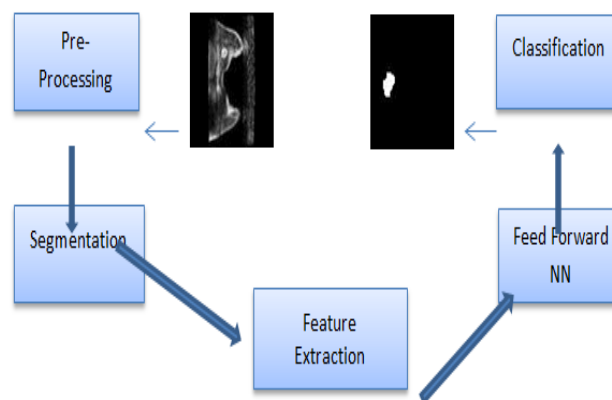 Pre-
Processing
Segmentation
Feature
Extraction
Feed Forward
NN
Classification